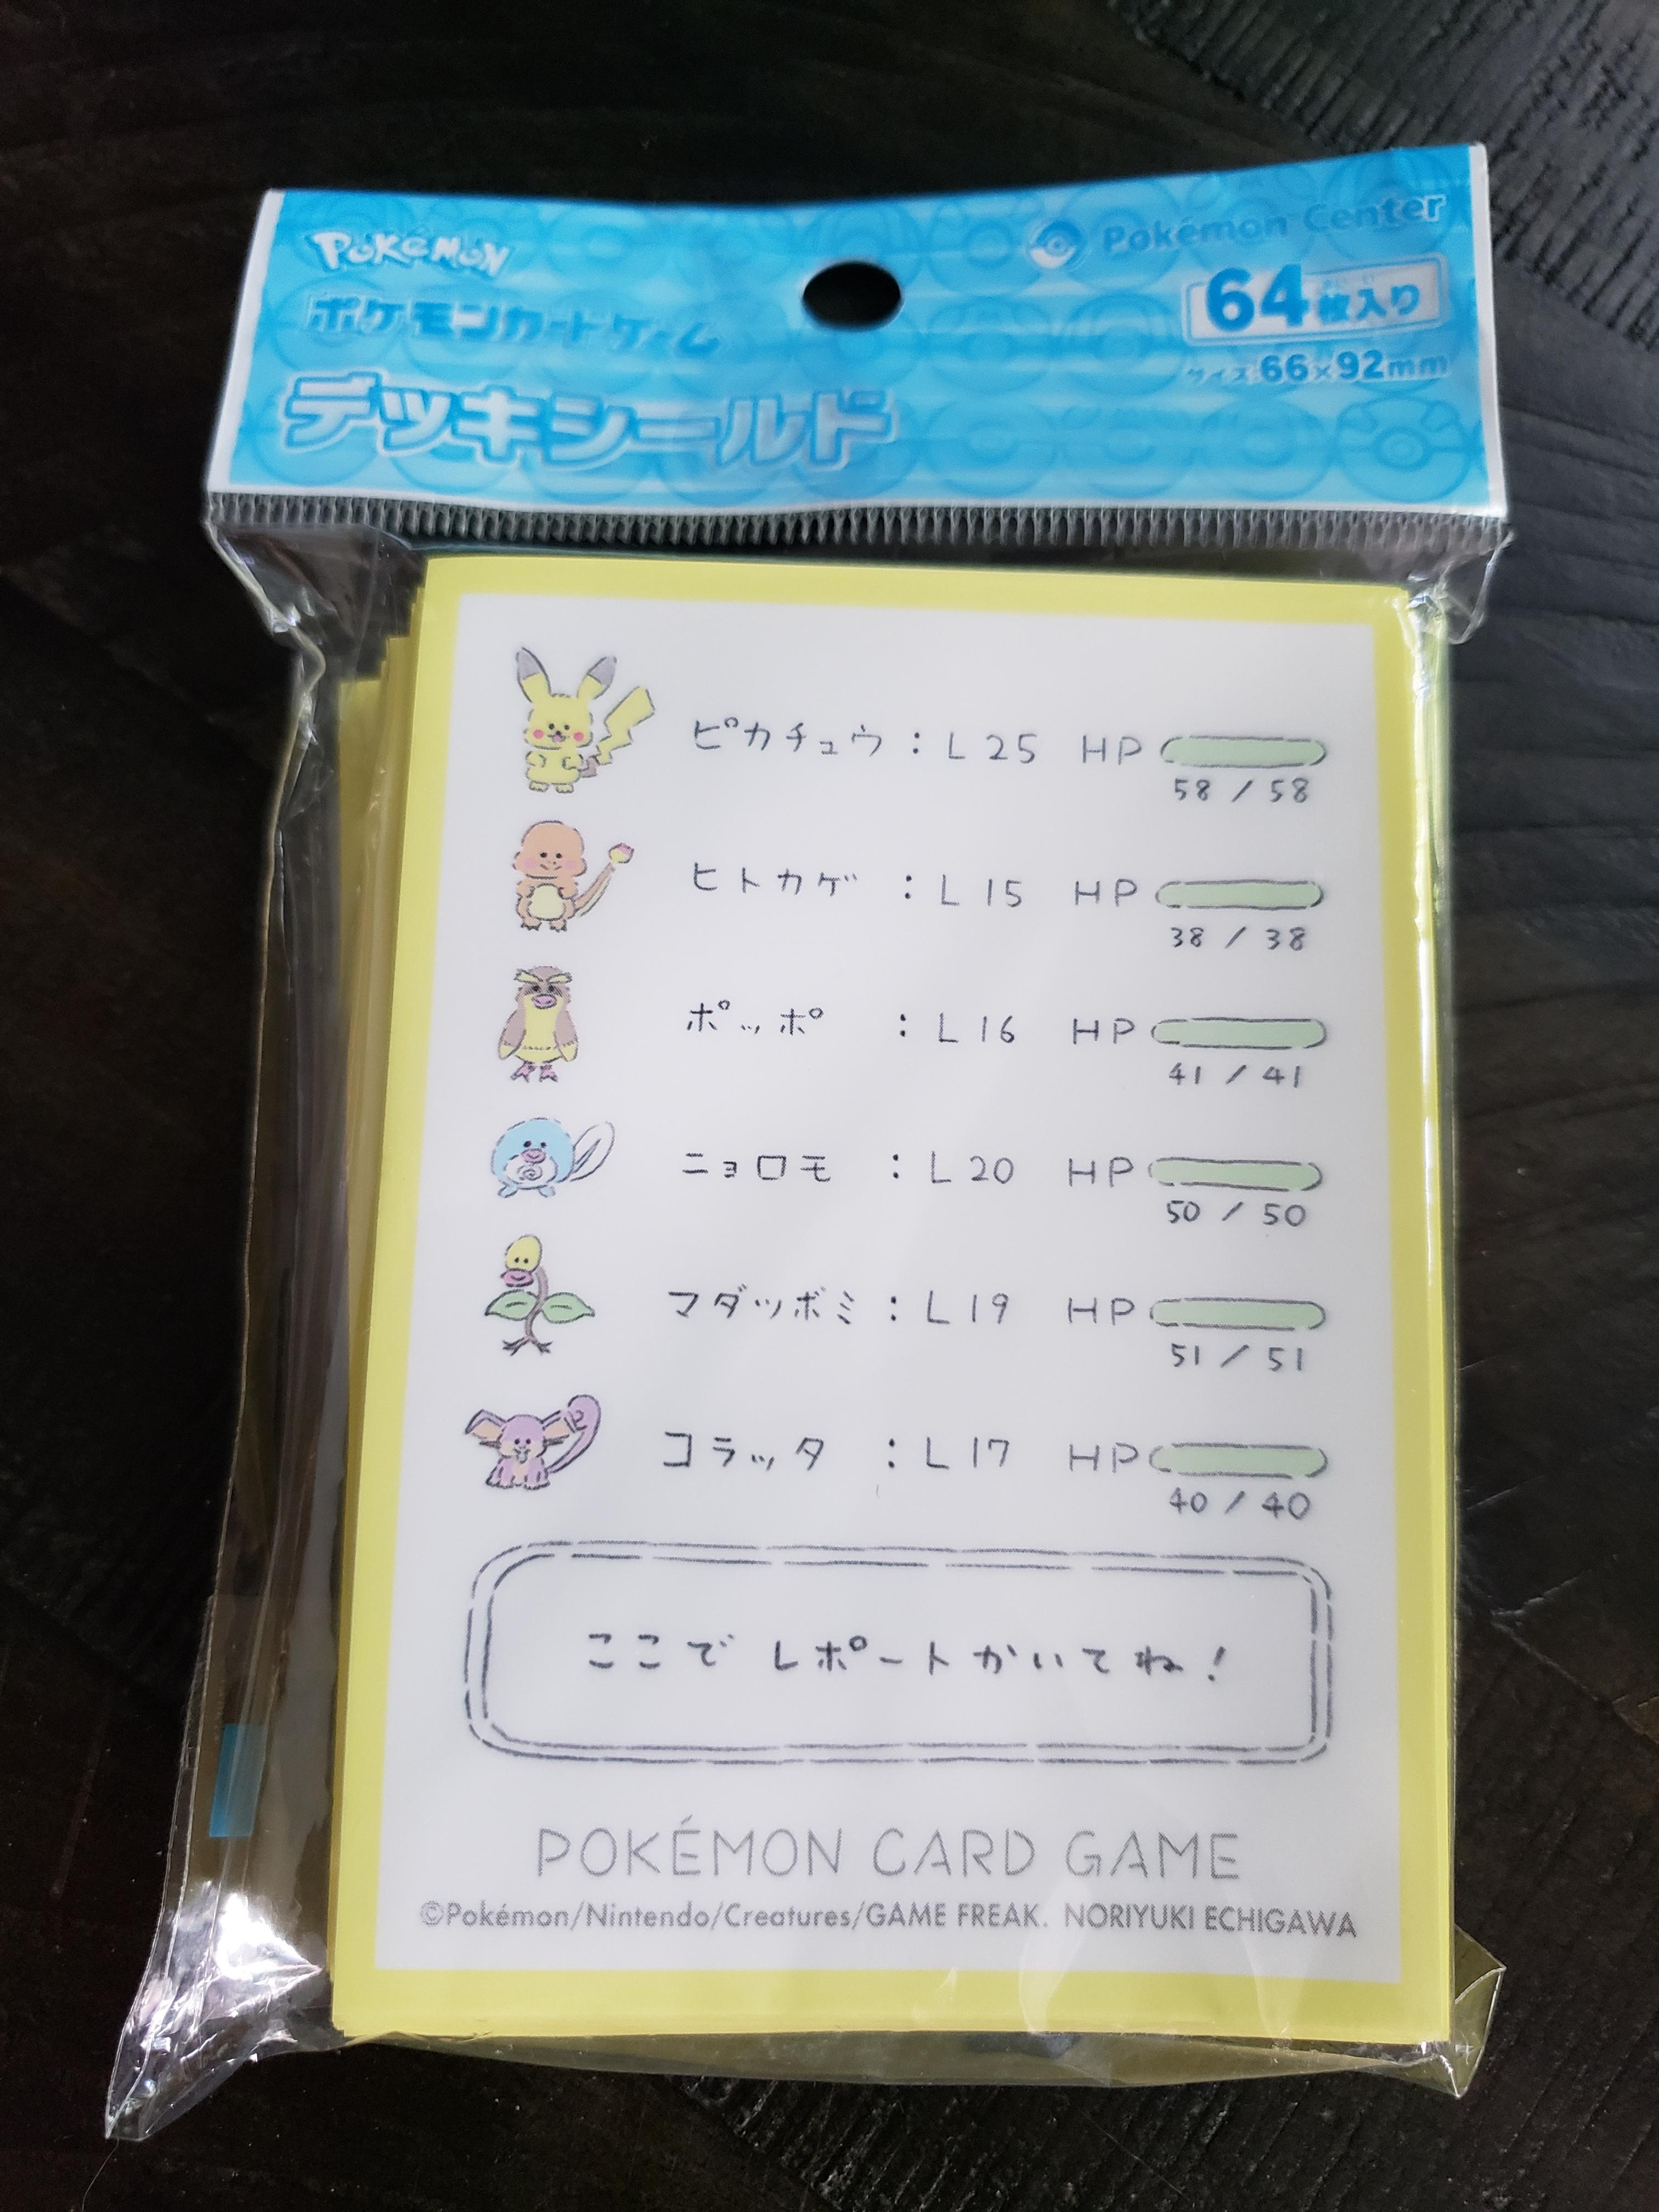 Pokémon
Pokémon Center
ポケモンカードゲーム
64枚入り
サイズ:66×92mm
デッキシールド
ピカチュウ:L25 HP
58/58
ヒトカゲ:L15 HP
38/38
ポッポ:L16 HP
41/41
ニョロモ:L20 HP
50/50
マダツボミ:L19 HP
51/51
コラッタ:L17 HP
40/40
ここで レポートかいてね!
POKÉMON CARD GAME
©Pokémon/Nintendo/Creatures/GAME FREAK. NORIYUKI ECHIGAWA